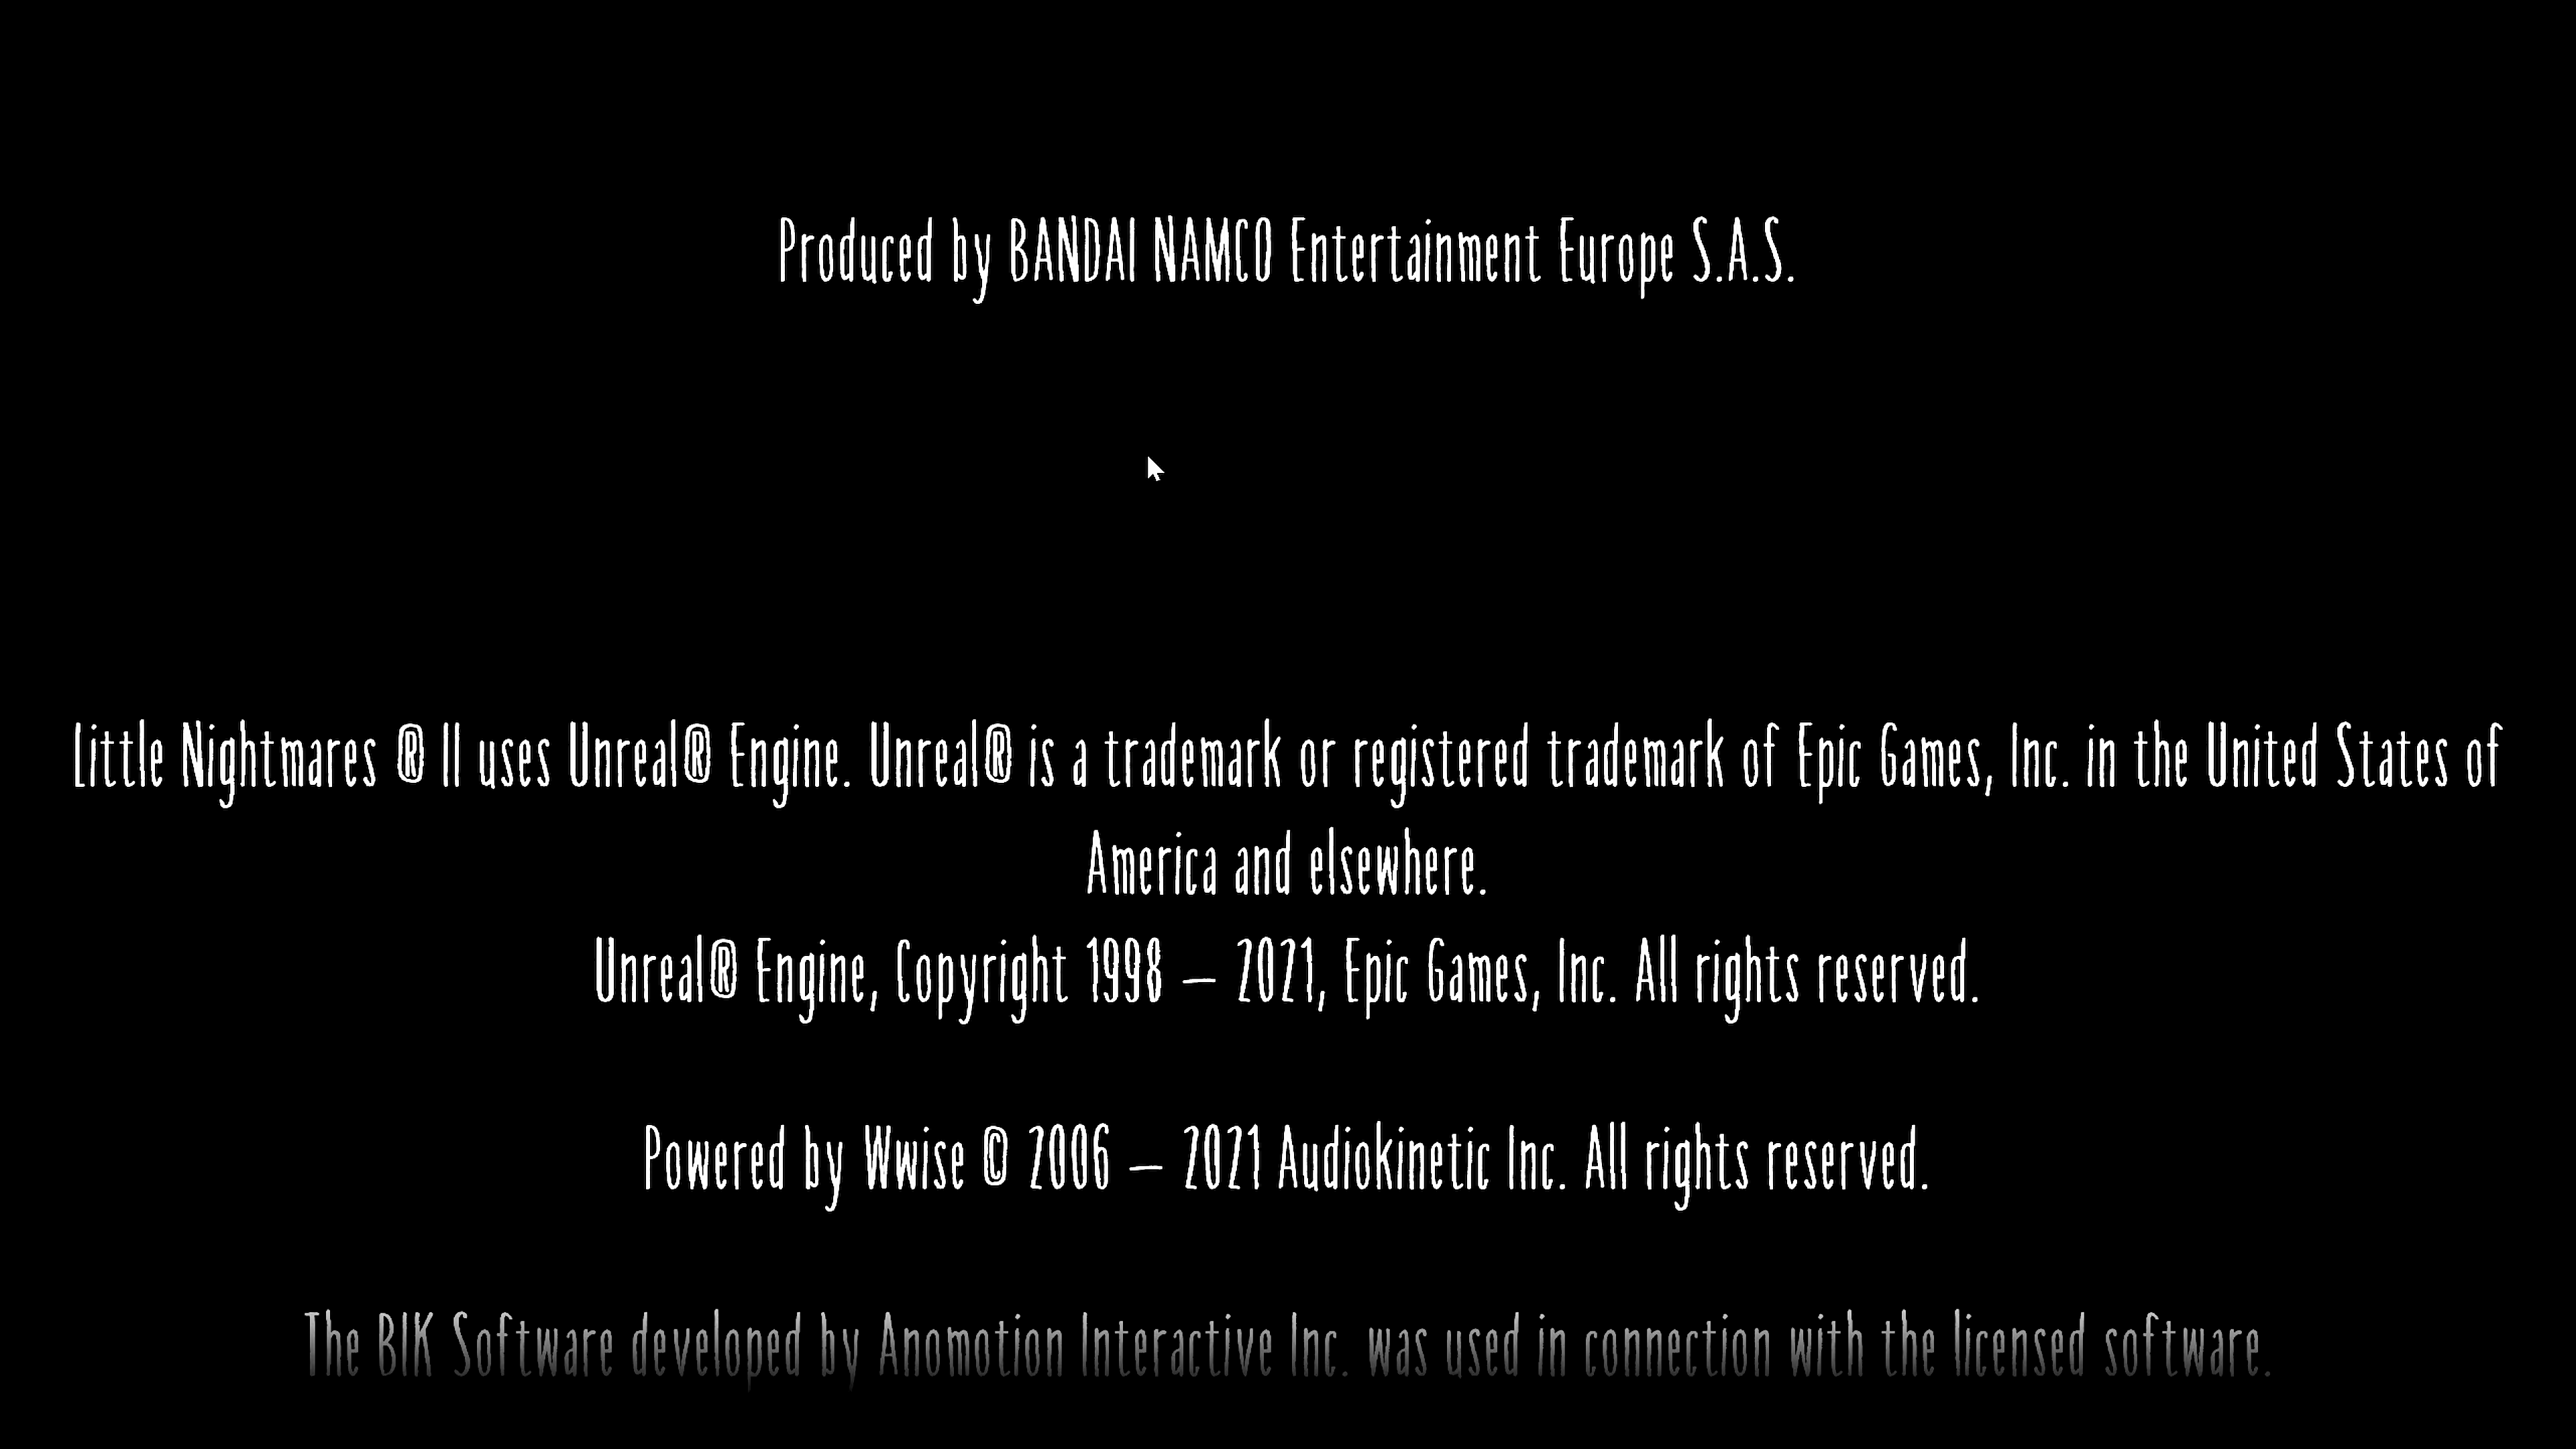 Produced by BANDAI NAMCO Entertainment Europe S.A.S.
Little Nightmares ® II uses Unreal® Engine. Unreal® is a trademark or registered trademark of Epic Games, Inc. in the United States of
America and elsewhere.
Unreal® Engine, Copyright 1998 – 2021, Epic Games, Inc. All rights reserved.
Powered by Wwise © 2006 – 2021 Audiokinetic Inc. All rights reserved.
The BIK Software developed by Anomotion Interactive Inc. was used in connection with the licensed software.